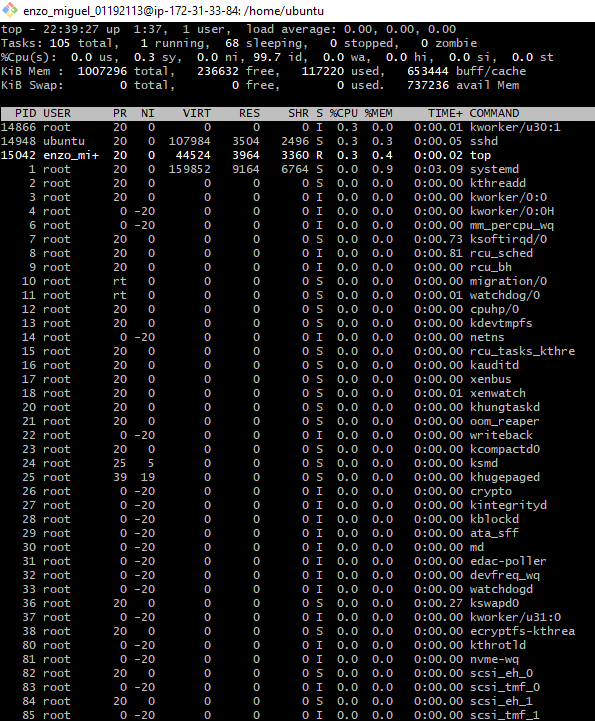 enzo_miguel_01192113@ip-172-31-33-84: /home/ubuntu
top - 22:39:27 up  1:37,  1 user,  load average: 0.00, 0.00, 0.00
Tasks: 105 total,   1 running,  68 sleeping,   0 stopped,   0 zombie
%Cpu(s):  0.0 us,  0.3 sy,  0.0 ni, 99.7 id,  0.0 wa,  0.0 hi,  0.0 si,  0.0 st
KiB Mem :  1007296 total,   236632 free,   117220 used,   653444 buff/cache
KiB Swap:        0 total,        0 free,        0 used.   737236 avail Mem
PID USER PR NI VIRT RES SHR S %CPU %MEM TIME+ COMMAND
14866 root 20 0 0 0 0 I 0.3 0.0 0:00.01 kworker/u30:1
14948 ubuntu 20 0 107984 3504 2496 S 0.3 0.3 0:00.05 sshd
15042 enzo_mi+ 20 0 44524 3964 3360 R 0.3 0.4 0:00.02 top
1 root 20 0 159852 9164 6764 S 0.0 0.9 0:03.09 systemd
2 root 20 0 0 0 0 S 0.0 0.0 0:00.00 kthreadd
3 root 20 0 0 0 0 I 0.0 0.0 0:00.00 kworker/0:0
4 root 0 -20 0 0 0 I 0.0 0.0 0:00.00 kworker/0:0H
6 root 0 -20 0 0 0 I 0.0 0.0 0:00.00 mm_percpu_wq
7 root 20 0 0 0 0 S 0.0 0.0 0:00.73 ksoftirqd/0
8 root 20 0 0 0 0 I 0.0 0.0 0:00.81 rcu_sched
9 root 20 0 0 0 0 I 0.0 0.0 0:00.00 rcu_bh
10 root rt 0 0 0 0 S 0.0 0.0 0:00.00 migration/0
11 root rt 0 0 0 0 S 0.0 0.0 0:00.01 watchdog/0
12 root 20 0 0 0 0 S 0.0 0.0 0:00.00 cpuhp/0
13 root 20 0 0 0 0 S 0.0 0.0 0:00.00 kdevtmpfs
14 root 0 -20 0 0 0 I 0.0 0.0 0:00.00 netns
15 root 20 0 0 0 0 S 0.0 0.0 0:00.00 rcu_tasks_kthre
16 root 20 0 0 0 0 S 0.0 0.0 0:00.00 kauditd
17 root 20 0 0 0 0 S 0.0 0.0 0:00.00 xenbus
18 root 20 0 0 0 0 S 0.0 0.0 0:00.01 xenwatch
20 root 20 0 0 0 0 S 0.0 0.0 0:00.00 khungtaskd
21 root 20 0 0 0 0 S 0.0 0.0 0:00.00 oom_reaper
22 root 0 -20 0 0 0 I 0.0 0.0 0:00.00 writeback
23 root 20 0 0 0 0 S 0.0 0.0 0:00.00 kcompactd0
24 root 25 5 0 0 0 S 0.0 0.0 0:00.00 ksmd
25 root 39 19 0 0 0 S 0.0 0.0 0:00.00 khugepaged
26 root 0 -20 0 0 0 I 0.0 0.0 0:00.00 crypto
27 root 0 -20 0 0 0 I 0.0 0.0 0:00.00 kintegrityd
28 root 0 -20 0 0 0 I 0.0 0.0 0:00.00 kblockd
29 root 0 -20 0 0 0 I 0.0 0.0 0:00.00 ata_sff
30 root 0 -20 0 0 0 I 0.0 0.0 0:00.00 md
31 root 0 -20 0 0 0 I 0.0 0.0 0:00.00 edac-poller
32 root 0 -20 0 0 0 I 0.0 0.0 0:00.00 devfreq_wq
33 root 0 -20 0 0 0 I 0.0 0.0 0:00.00 watchdogd
36 root 20 0 0 0 0 S 0.0 0.0 0:00.27 kswapd0
37 root 0 -20 0 0 0 I 0.0 0.0 0:00.00 kworker/u31:0
38 root 20 0 0 0 0 S 0.0 0.0 0:00.00 ecryptfs-kthrea
80 root 0 -20 0 0 0 I 0.0 0.0 0:00.00 kthrotld
81 root 0 -20 0 0 0 I 0.0 0.0 0:00.00 nvme-wq
82 root 20 0 0 0 0 S 0.0 0.0 0:00.00 scsi_eh_0
83 root 0 -20 0 0 0 I 0.0 0.0 0:00.00 scsi_tmf_0
84 root 20 0 0 0 0 S 0.0 0.0 0:00.00 scsi_eh_1
85 root 0 -20 0 0 0 I 0.0 0.0 0:00.00 scsi_tmf_1